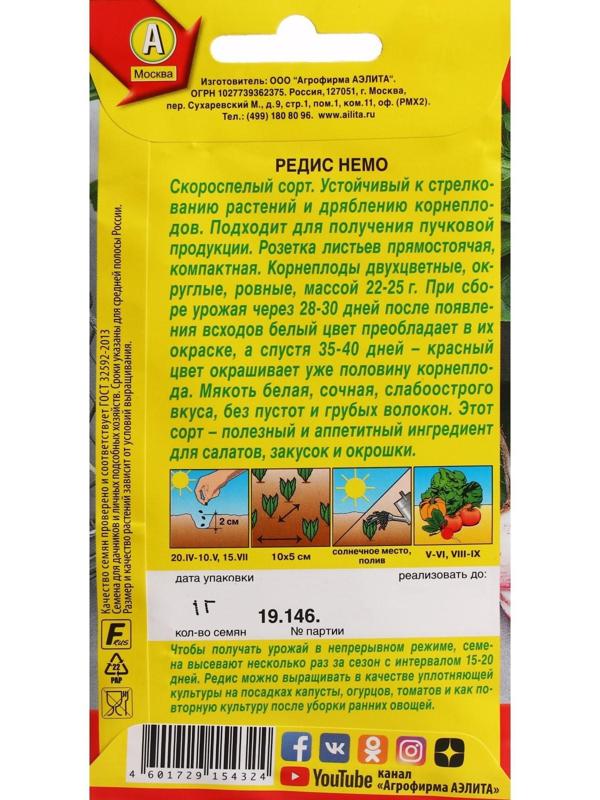 А
Москва
Изготовитель: ООО "Агрофирма АЭЛИТА".
ОГРН 1027739362375. Россия, 127051, г. Москва,
пер. Сухаревский М., д.9, стр.1, пом.1, ком.11, оф. (РМХ2).
Тел.: (499) 180 80 96. www.ailita.ru
РЕДИС НЕМО
Скороспелый сорт. Устойчивый к стрелко-
ванию растений и дряблению корнепло-
дов. Подходит для получения пучковой
продукции. Розетка листьев прямостоячая,
компактная. Корнеплоды двухцветные, ок-
руглые, ровные, массой 22-25 г. При сбо-
ре урожая через 28-30 дней после появле-
ния всходов белый цвет преобладает в их
окраске, а спустя 35-40 дней – красный
цвет окрашивает уже половину корнепло-
да. Мякоть белая, сочная, слабоострого
вкуса, без пустот и грубых волокон. Этот
сорт – полезный и аппетитный ингредиент
для салатов, закусок и окрошки.
Качество семян проверено и соответствует ГОСТ 32592-2013
Семена для дачников и личных подсобных хозяйств. Сроки указаны для средней полосы России.
Размер и качество растений зависит от условий выращивания.
2 см
20.IV-10.V, 15.VII
10х5 см
солнечное место,
полив
V-VI, VIII-IX
дата упаковки
реализовать до:
1г
19.146.
кол-во семян
№ партии
F RUS
22
PAP
Чтобы получать урожай в непрерывном режиме, семе-
на высевают несколько раз за сезон с интервалом 15-20
дней. Редис можно выращивать в качестве уплотняющей
культуры на посадках капусты, огурцов, томатов и как по-
вторную культуру после уборки ранних овощей.
4 601729 154324
YouTube
канал
«Агрофирма АЭЛИТА»